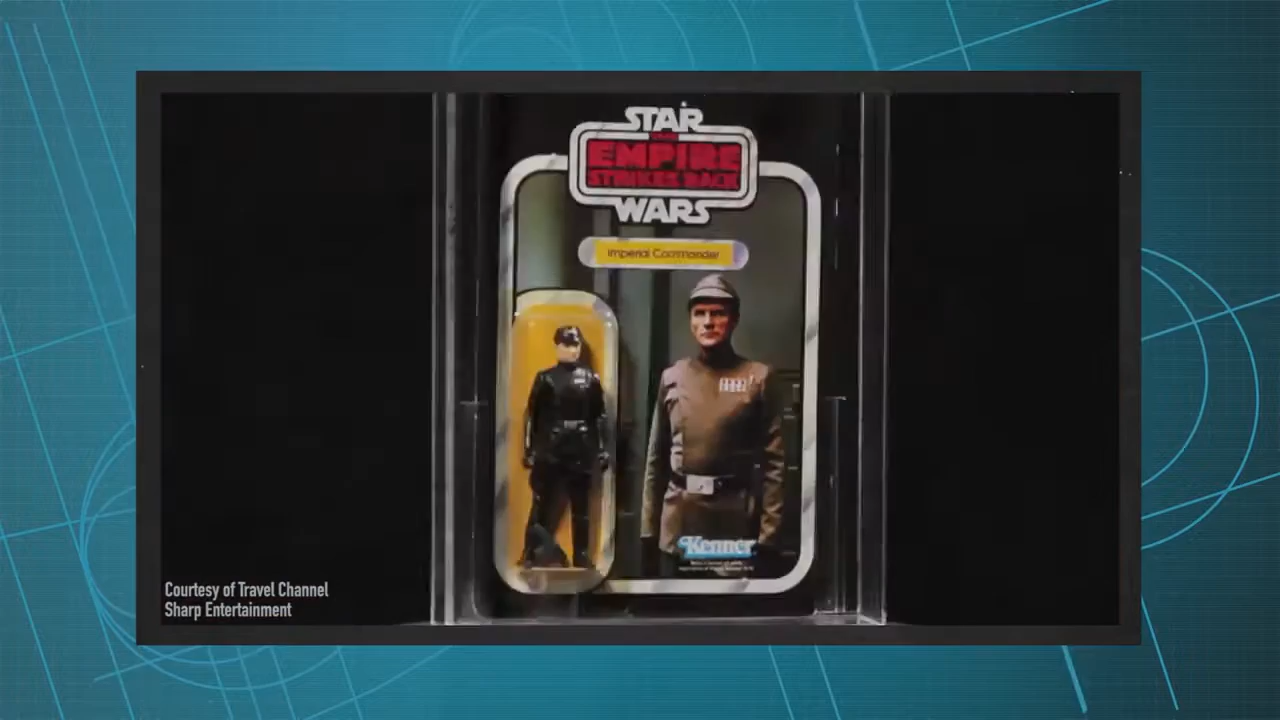 STAR
THE
EMPIRE
STRIKES BACK
WARS
Imperial Commander
Kenner
Courtesy of Travel Channel
Sharp Entertainment